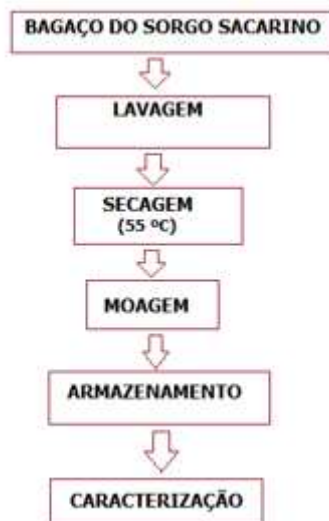 BAGAÇO DO SORGO SACARINO
LAVAGEM
SECAGEM
(55 ºC)
MOAGEM
ARMAZENAMENTO
CARACTERIZAÇÃO